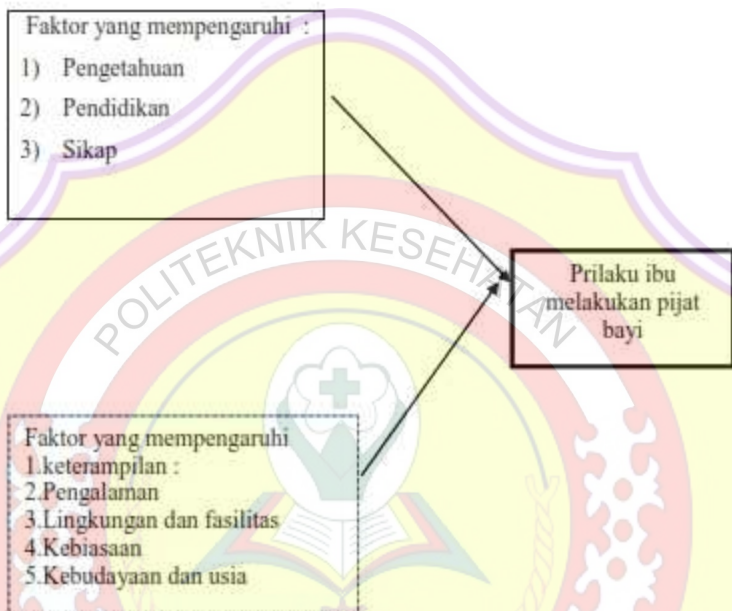 Faktor yang mempengaruhi :
1) Pengetahuan
2) Pendidikan
3) Sikap
POLITEKNIK KESEHATAN
Prilaku ibu
melakukan pijat
bayi
Faktor yang mempengaruhi
1.keterampilan :
2.Pengalaman
3.Lingkungan dan fasilitas
4.Kebiasaan
5.Kebudayaan dan usia